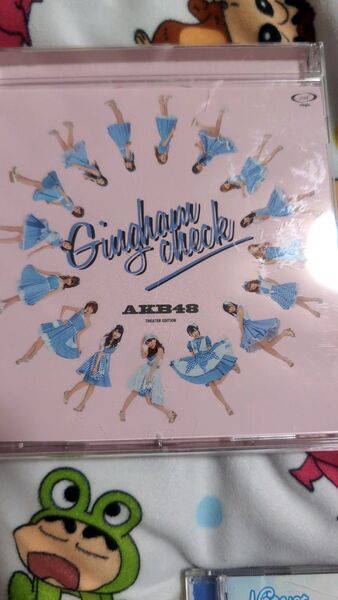 Gingham
check
AKB48
THEATER EDITION